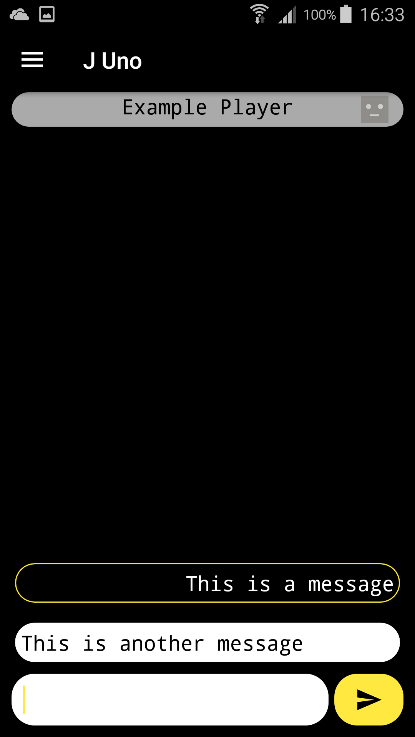 100% 16:33
J Uno
Example Player
This is a message
This is another message